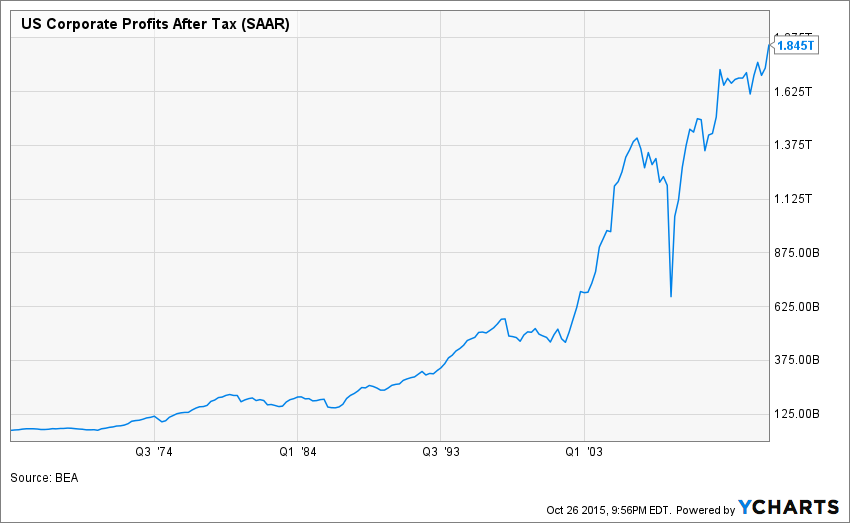 US Corporate Profits After Tax (SAAR)
1.845T
1.625T
1.375T
1.125T
875.00B
625.00B
375.00B
125.00B
Q3 '74
Q1 '84
Q3 '93
Q1 '03
Source: BEA
Oct 26 2015, 9:56PM EDT. Powered by YCHARTS